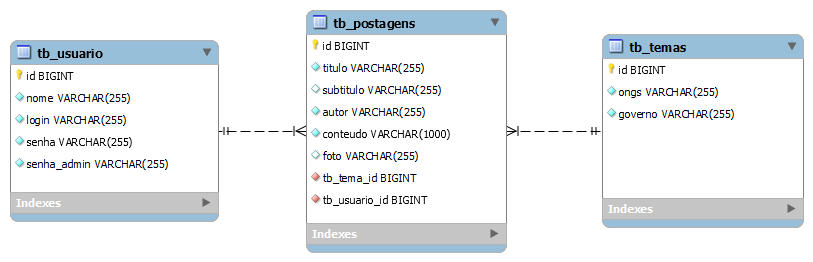 tb_usuario
id BIGINT
nome VARCHAR(255)
login VARCHAR(255)
senha VARCHAR(255)
senha_admin VARCHAR(255)
Indexes
tb_postagens
id BIGINT
titulo VARCHAR(255)
subtitulo VARCHAR(255)
autor VARCHAR(255)
conteudo VARCHAR(1000)
foto VARCHAR(255)
tb_tema_id BIGINT
tb_usuario_id BIGINT
Indexes
tb_temas
id BIGINT
ongs VARCHAR(255)
governo VARCHAR(255)
Indexes